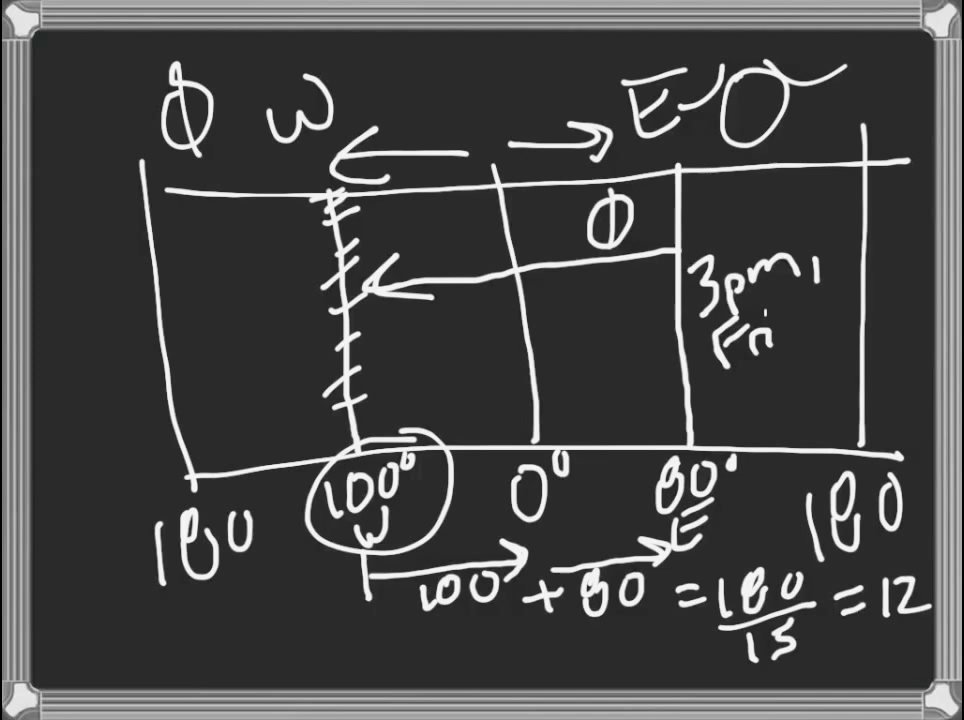 W E
3pm,
Fri
180 100° 0° 80° 180
W E
100 + 80 = 180/15 = 12